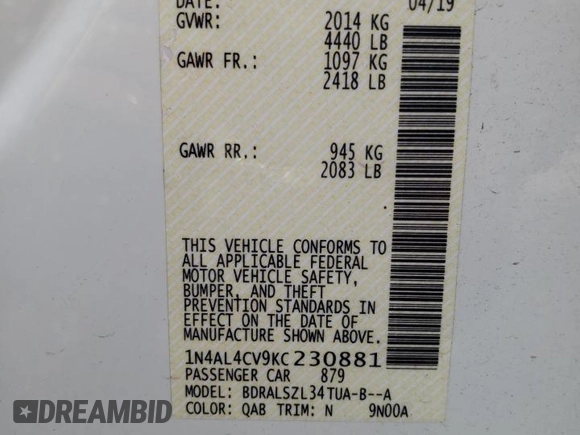 DATE: 04/19
GVWR: 2014 KG
4440 LB
GAWR FR.: 1097 KG
2418 LB
GAWR RR.: 945 KG
2083 LB
THIS VEHICLE CONFORMS TO
ALL APPLICABLE FEDERAL
MOTOR VEHICLE SAFETY,
BUMPER, AND THEFT
PREVENTION STANDARDS IN
EFFECT ON THE DATE OF
MANUFACTURE SHOWN ABOVE.
1N4AL4CV9KC230881
PASSENGER CAR 879
MODEL: BDRALSZL34TUA-B--A
COLOR: QAB TRIM: N 9N00A
DREAMBID